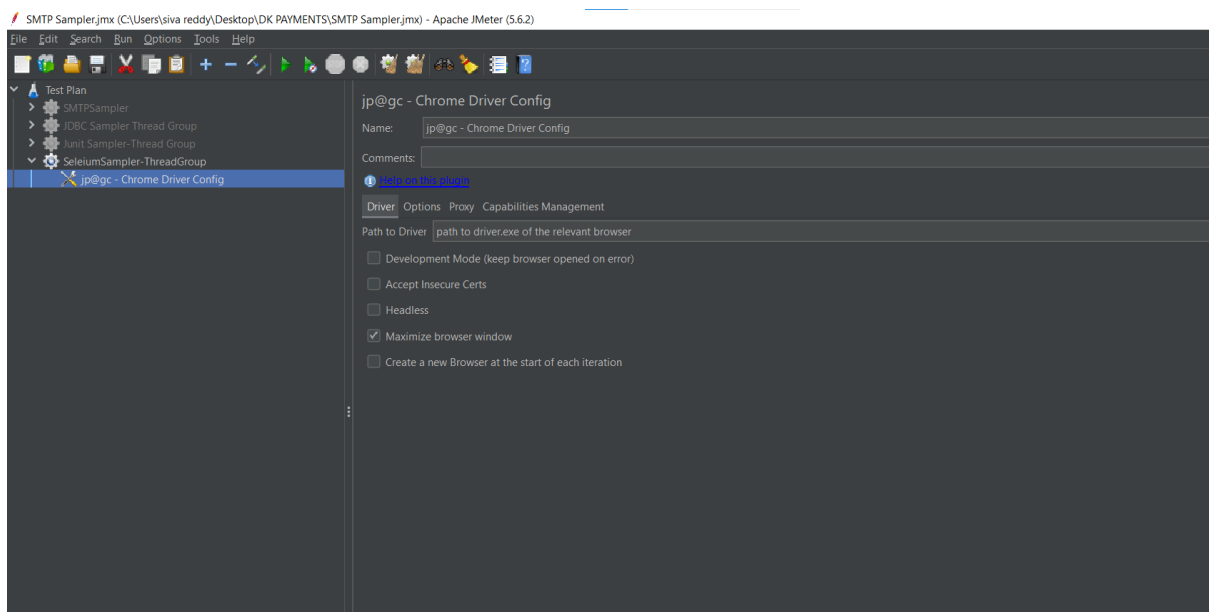 SMTP Sampler.jmx (C:\Users\siva reddy\Desktop\DK PAYMENTS\SMTP Sampler.jmx) - Apache JMeter (5.6.2)
File Edit Search Run Options Tools Help
Test Plan
SMTPSampler
JDBC Sampler Thread Group
Junit Sampler-Thread Group
SeleiumSampler-ThreadGroup
jp@gc - Chrome Driver Config
jp@gc - Chrome Driver Config
Name: jp@gc - Chrome Driver Config
Comments:
Help on this plugin
Driver Options Proxy Capabilities Management
Path to Driver path to driver.exe of the relevant browser
Development Mode (keep browser opened on error)
Accept Insecure Certs
Headless
Maximize browser window
Create a new Browser at the start of each iteration